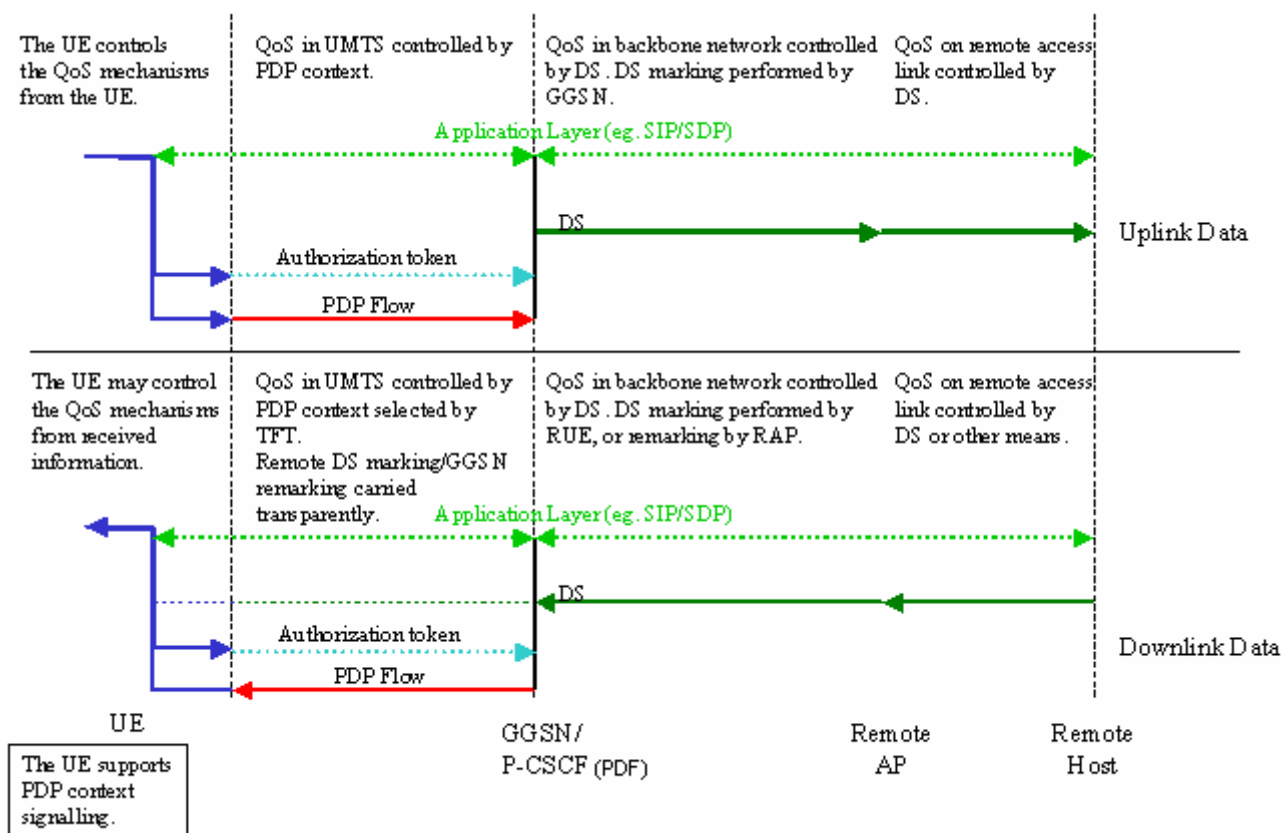 The UE controls
the QoS mechanisms
from the UE.
QoS in UMTS controlled by
PDP context.
QoS in backbone network controlled
by DS. DS marking performed by
GGSN.
QoS on remote access
link controlled by
DS.
Application Layer (eg. SIP/SDP)
DS
Uplink Data
Authorization token
PDP Flow
The UE may control
the QoS mechanisms
from received
information.
QoS in UMTS controlled by
PDP context selected by
TFT.
Remote DS marking/GGSN
remarking carried
transparently.
QoS in backbone network controlled
by DS. DS marking performed by
RUE, or remarking by RAP.
QoS on remote access
link controlled by
DS or other means.
Application Layer (eg. SIP/SDP)
DS
Authorization token
Downlink Data
PDP Flow
UE
GGSN/
P-CSCF (PDF)
Remote
AP
Remote
Host
The UE supports
PDP context
signalling.